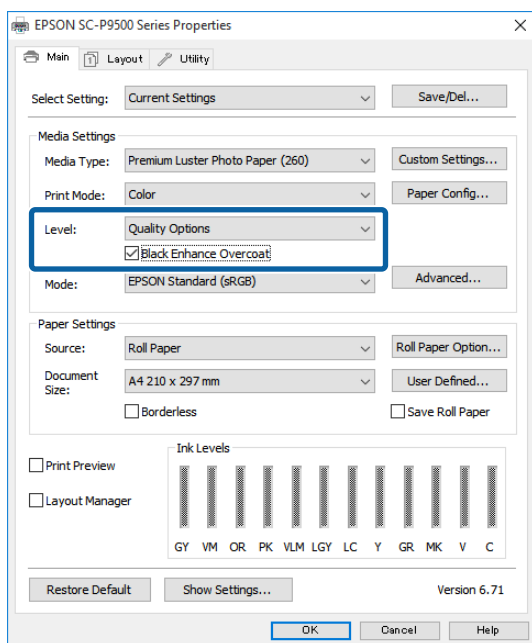 EPSON SC-P9500 Series Properties
Main Layout Utility
Select Setting: Current Settings Save/Del...
Media Settings
Media Type: Premium Luster Photo Paper (260) Custom Settings...
Print Mode: Color Paper Config...
Level: Quality Options
Black Enhance Overcoat
Mode: EPSON Standard (sRGB) Advanced...
Paper Settings
Source: Roll Paper Roll Paper Option...
Document
Size: A4 210 x 297 mm User Defined...
Borderless Save Roll Paper
Ink Levels
Print Preview
Layout Manager
GY VM OR PK VLM LGY LC Y GR MK V C
Restore Default Show Settings... Version 6.71
OK Cancel Help